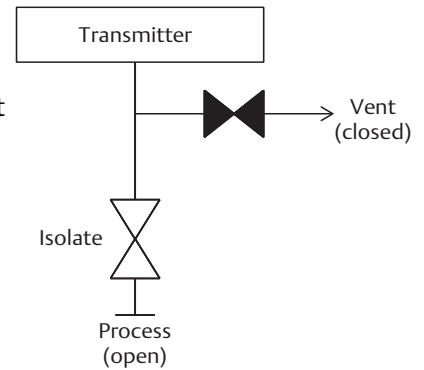 Transmitter
t
Vent
(closed)
Isolate
Process
(open)